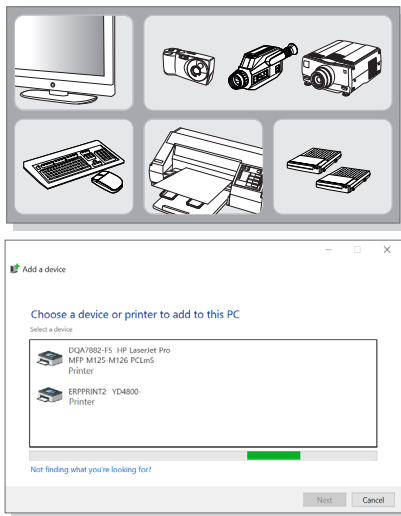 Add a device
Choose a device or printer to add to this PC
Select a device
DQA7882-F5 HP LaserJet Pro
MFP M125-M126 PCLmS
Printer
ERPPRINT2 YD4800-
Printer
Not finding what you're looking for?
Next Cancel